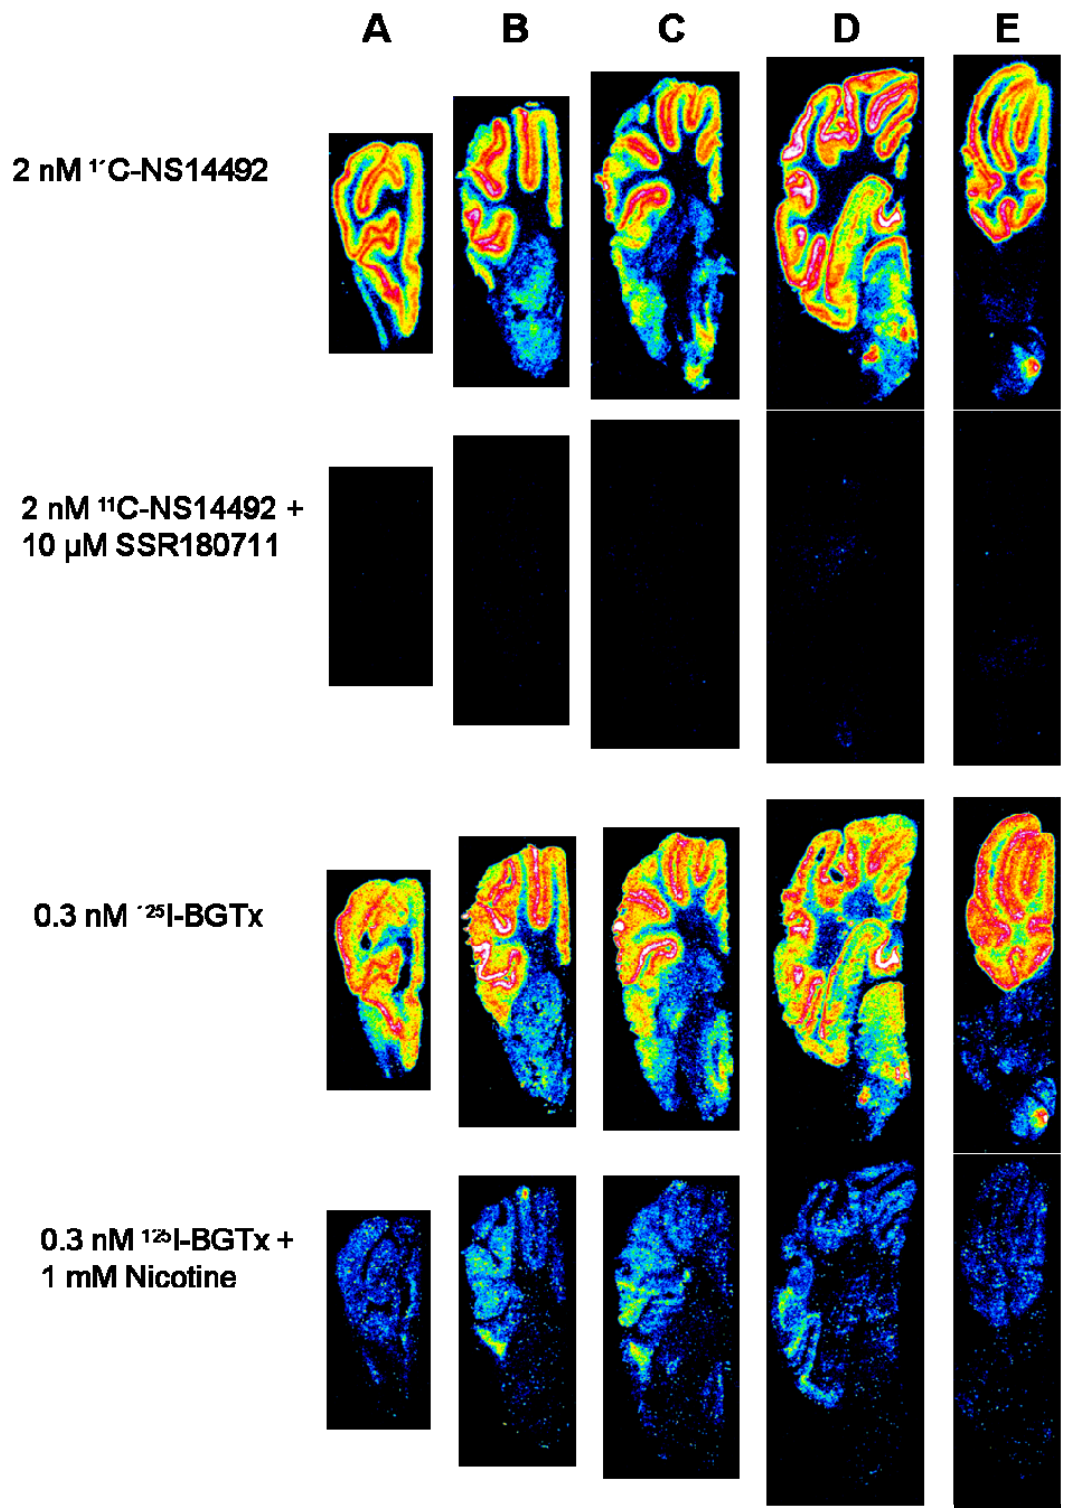 A B C D E
2 nM ¹¹C-NS14492
2 nM ¹¹C-NS14492 +
10 µM SSR180711
0.3 nM ¹²⁵I-BGTx
0.3 nM ¹²⁵I-BGTx +
1 mM Nicotine